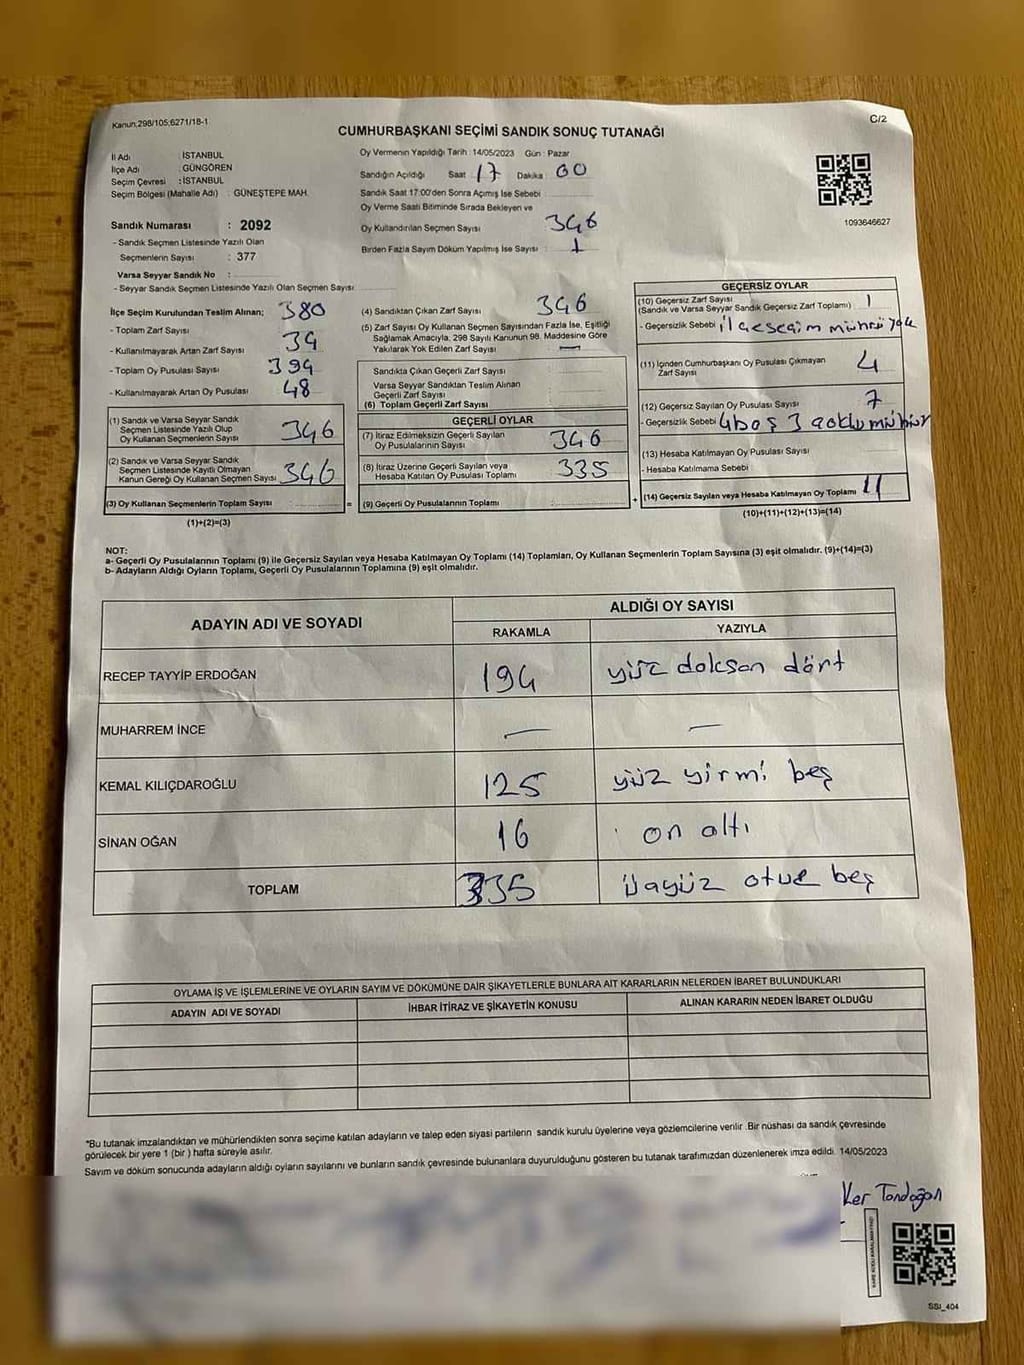 Kanun:298/105;6271/18-1
C/2
CUMHURBAŞKANI SEÇİMİ SANDIK SONUÇ TUTANAĞI
İl Adı : İSTANBUL
İlçe Adı : GÜNGÖREN
Seçim Çevresi : İSTANBUL
Seçim Bölgesi (Mahalle Adı) : GÜNEŞTEPE MAH.
Sandık Numarası : 2092
- Sandık Seçmen Listesinde Yazılı Olan
Seçmenlerin Sayısı : 377
Varsa Seyyar Sandık No :
- Seyyar Sandık Seçmen Listesinde Yazılı Olan Seçmen Sayısı
Oy Vermenin Yapıldığı Tarih : 14/05/2023 Gün : Pazar
Sandığın Açıldığı Saat 17 Dakika 00
Sandık Saat 17:00'den Sonra Açılmış İse Sebebi
Oy Verme Saati Bitiminde Sırada Bekleyen ve
Oy Kullandırılan Seçmen Sayısı 346
Birden Fazla Sayım Döküm Yapılmış İse Sayısı 1
1093646627
İlçe Seçim Kurulundan Teslim Alınan; 380
- Toplam Zarf Sayısı
- Kullanılmayarak Artan Zarf Sayısı 34
- Toplam Oy Pusulası Sayısı 394
- Kullanılmayarak Artan Oy Pusulası 48
(1) Sandık ve Varsa Seyyar Sandık
Seçmen Listesinde Yazılı Olup
Oy Kullanan Seçmenlerin Sayısı 346
(2) Sandık ve Varsa Seyyar Sandık
Seçmen Listesinde Kayıtlı Olmayan
Kanun Gereği Oy Kullanan Seçmen Sayısı 346
(3) Oy Kullanan Seçmenlerin Toplam Sayısı
(1)+(2)=(3)
=
(4) Sandıktan Çıkan Zarf Sayısı 346
(5) Zarf Sayısı Oy Kullanan Seçmen Sayısından Fazla İse, Eşitliği
Sağlamak Amacıyla, 298 Sayılı Kanunun 98. Maddesine Göre
Yakılarak Yok Edilen Zarf Sayısı —
Sandıkta Çıkan Geçerli Zarf Sayısı
Varsa Seyyar Sandıktan Teslim Alınan
Geçerli Zarf Sayısı
(6) Toplam Geçerli Zarf Sayısı
GEÇERLİ OYLAR
(7) İtiraz Edilmeksizin Geçerli Sayılan
Oy Pusulalarının Sayısı 346
(8) İtiraz Üzerine Geçerli Sayılan veya
Hesaba Katılan Oy Pusulası Toplamı 335
(9) Geçerli Oy Pusulalarının Toplamı
+
GEÇERSİZ OYLAR
(10) Geçersiz Zarf Sayısı
(Sandık ve Varsa Seyyar Sandık Geçersiz Zarf Toplamı) 1
- Geçersizlik Sebebi ilçe seçim mührü yok
(11) İçinden Cumhurbaşkanı Oy Pusulası Çıkmayan
Zarf Sayısı 4
(12) Geçersiz Sayılan Oy Pusulası Sayısı 7
- Geçersizlik Sebebi 4 boş 3 çoklu mühür
(13) Hesaba Katılmayan Oy Pusulası Sayısı
- Hesaba Katılmama Sebebi
(14) Geçersiz Sayılan veya Hesaba Katılmayan Oy Toplamı 11
(10)+(11)+(12)+(13)=(14)
NOT:
a- Geçerli Oy Pusulalarının Toplamı (9) ile Geçersiz Sayılan veya Hesaba Katılmayan Oy Toplamı (14) Toplamları, Oy Kullanan Seçmenlerin Toplam Sayısına (3) eşit olmalıdır. (9)+(14)=(3)
b- Adayların Aldığı Oyların Toplamı, Geçerli Oy Pusulalarının Toplamına (9) eşit olmalıdır.
ADAYIN ADI VE SOYADI
ALDIĞI OY SAYISI
RAKAMLA YAZIYLA
RECEP TAYYİP ERDOĞAN 194 yüz doksan dört
MUHARREM İNCE — —
KEMAL KILIÇDAROĞLU 125 yüz yirmi beş
SİNAN OĞAN 16 on altı
TOPLAM 335 üçyüz otuz beş
OYLAMA İŞ VE İŞLEMLERİNE VE OYLARIN SAYIM VE DÖKÜMÜNE DAİR ŞİKAYETLERLE BUNLARA AİT KARARLARIN NELERDEN İBARET BULUNDUKLARI
ADAYIN ADI VE SOYADI İHBAR İTİRAZ VE ŞİKAYETİN KONUSU ALINAN KARARIN NEDEN İBARET OLDUĞU
*Bu tutanak imzalandıktan ve mühürlendikten sonra seçime katılan adayların ve talep eden siyasi partilerin sandık kurulu üyelerine veya gözlemcilerine verilir .Bir nüshası da sandık çevresinde
görülecek bir yere 1 (bir ) hafta süreyle asılır.
Sayım ve döküm sonucunda adayların aldığı oyların sayılarını ve bunların sandık çevresinde bulunanlara duyurulduğunu gösteren bu tutanak tarafımızdan düzenlenerek imza edildi. 14/05/2023
ker Tandoğan
KARE KODU KARALAMAYINIZ!
SSI_404